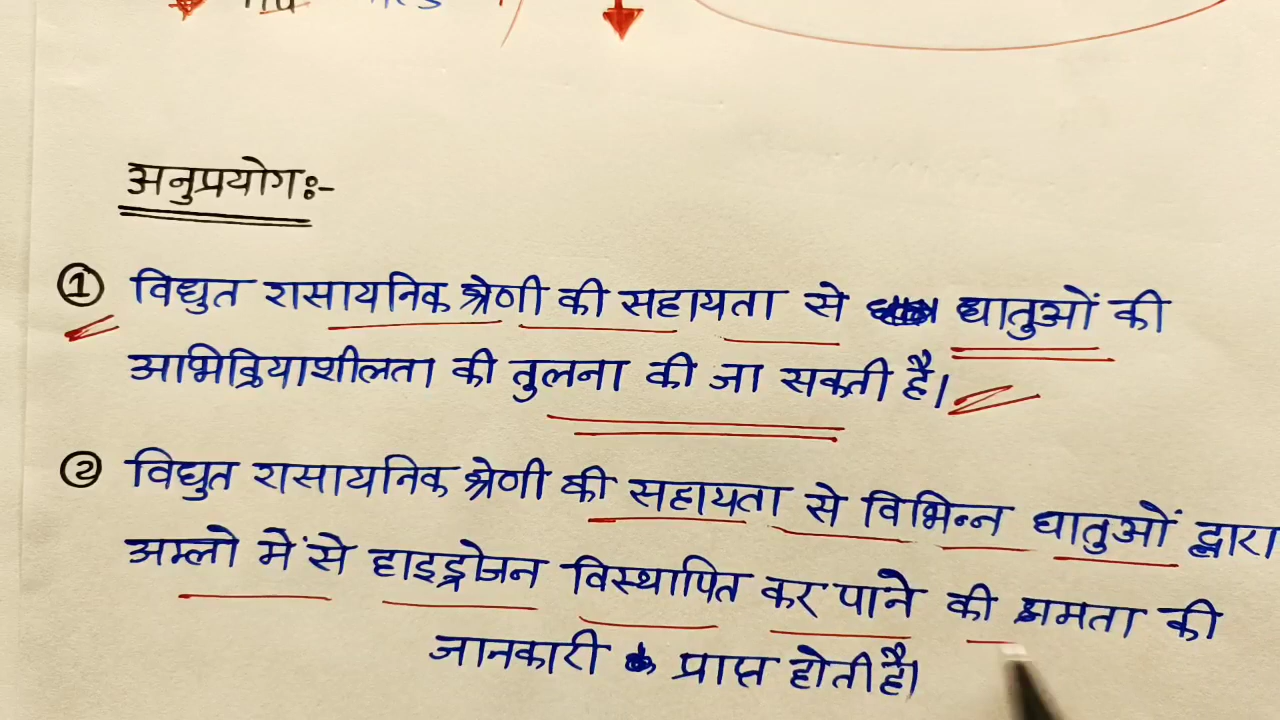 अनुप्रयोगः-
① विद्युत रासायनिक श्रेणी की सहायता से धातुओं की
अभिक्रियाशीलता की तुलना की जा सकती है।
② विद्युत रासायनिक श्रेणी की सहायता से विभिन्न धातुओं द्वारा
अम्लो में से हाइड्रोजन विस्थापित कर पाने की क्षमता की
जानकारी प्राप्त होती है।